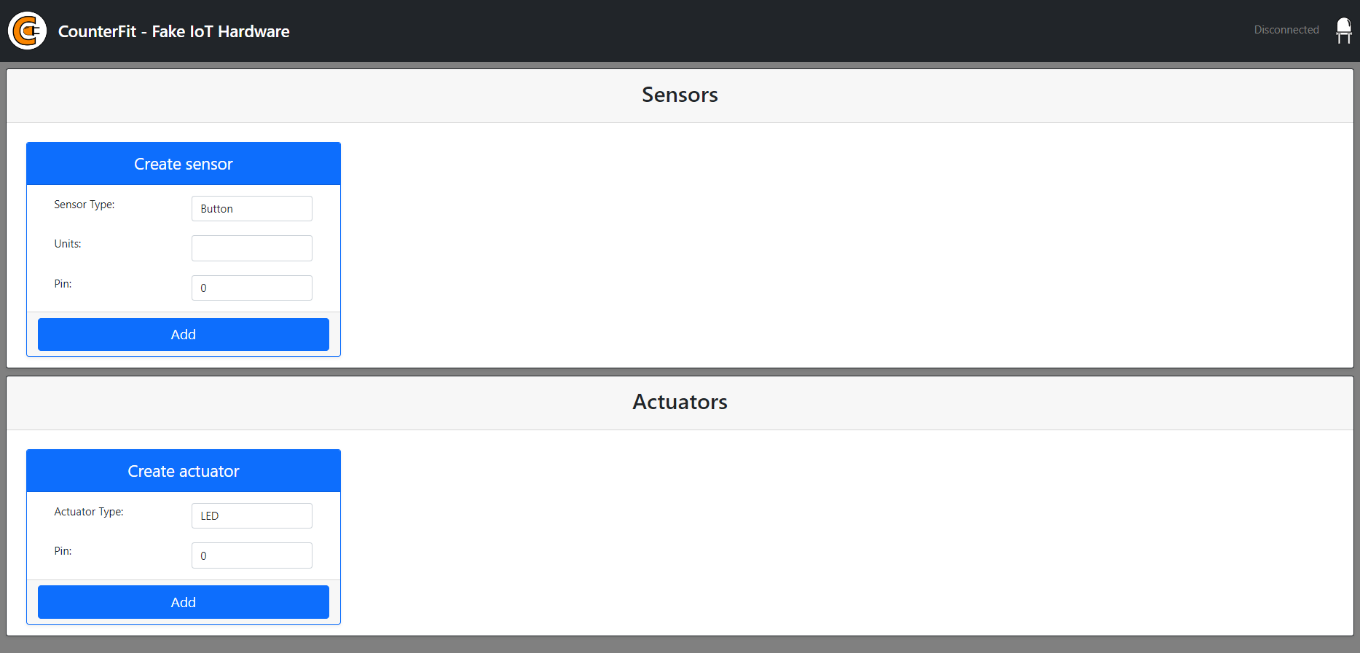 CounterFit - Fake IoT Hardware
Disconnected
Sensors
Create sensor
Sensor Type:
Button
Units:
Pin:
0
Add
Actuators
Create actuator
Actuator Type:
LED
Pin:
0
Add